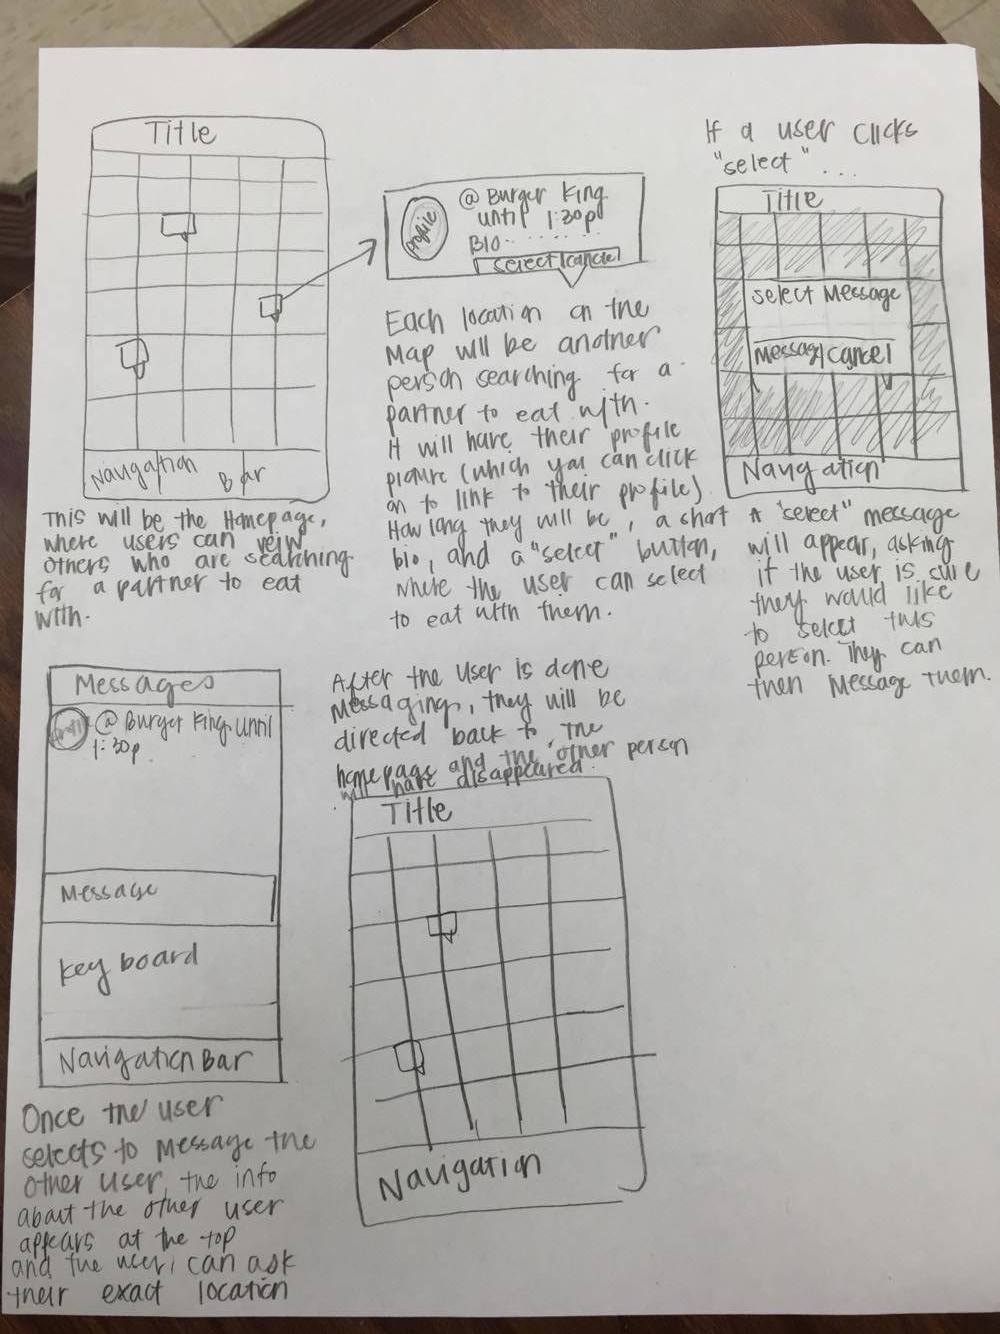 Title
Navigation Bar
This will be the Homepage,
where users can veiw
others who are searching
for a partner to eat
with.
profile
@ Burger King
until 1:30p
Bio........
select|cancel
Each location on the
Map will be another
person searching for a
partner to eat with.
It will have their profile
picture (which you can click
on to link to their profile)
How long they will be, a short
bio, and a "select" button,
where the user can select
to eat with them.
If a user clicks
"select" ...
Title
Select Message
Message|Cancel
Navigation
A "select" message
will appear, asking
if the user is sure
they would like
to select this
person. They can
then Message them.
Messages
@ Burger King until
1:30p
Message
Keyboard
Navigation Bar
Once the user
selects to Message the
other user, the info
about the other user
appears at the top
and the user, can ask
their exact location
After the user is done
Messaging, they will be
directed back to the
homepage and the other person
will have disappeared.
Title
Navigation